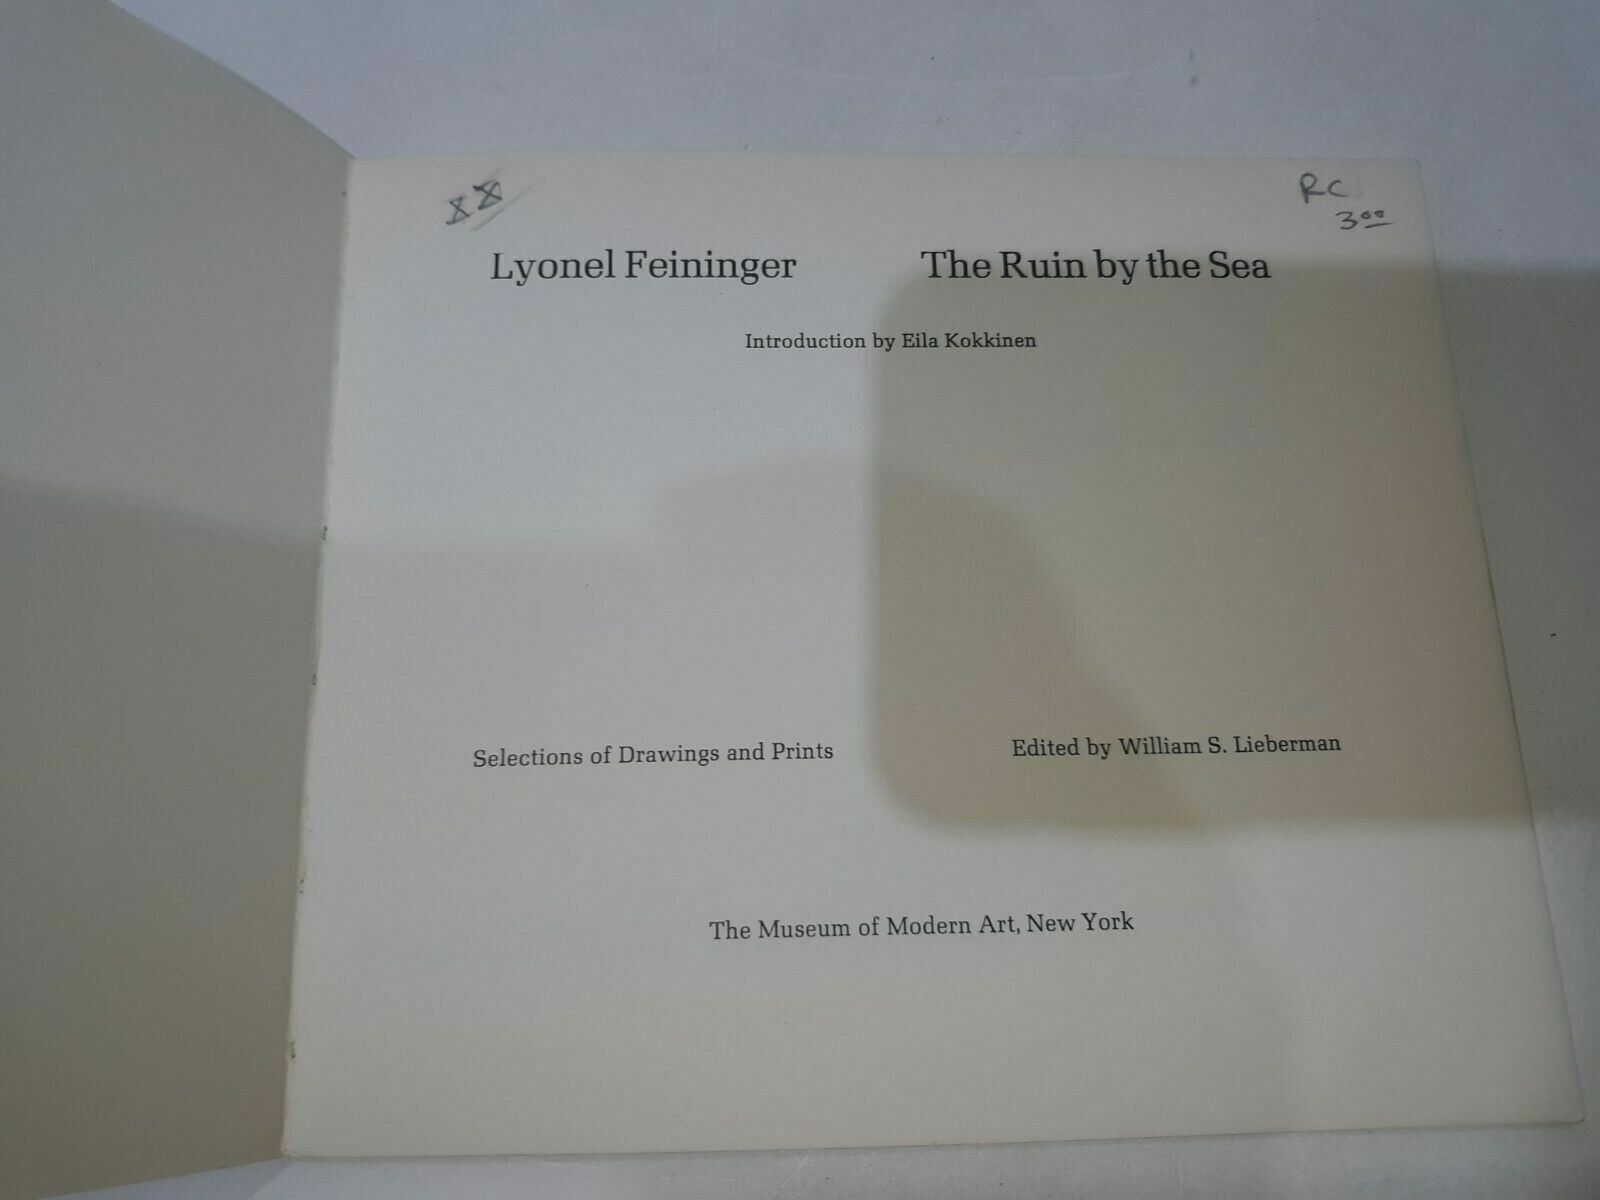 XX
RC
3.00
Lyonel Feininger The Ruin by the Sea
Introduction by Eila Kokkinen
Selections of Drawings and Prints Edited by William S. Lieberman
The Museum of Modern Art, New York